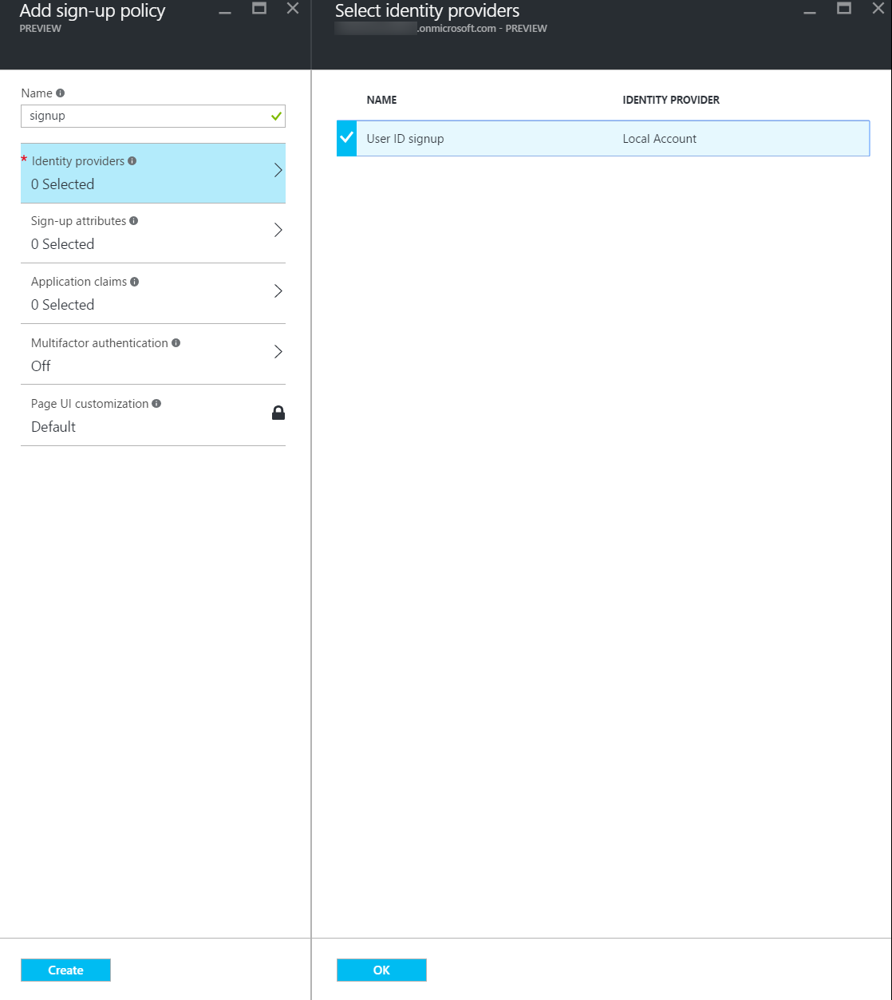 Add sign-up policy
PREVIEW
Name
signup
* Identity providers
0 Selected
Sign-up attributes
0 Selected
Application claims
0 Selected
Multifactor authentication
Off
Page UI customization
Default
Create
Select identity providers
.onmicrosoft.com - PREVIEW
NAME IDENTITY PROVIDER
User ID signup Local Account
OK